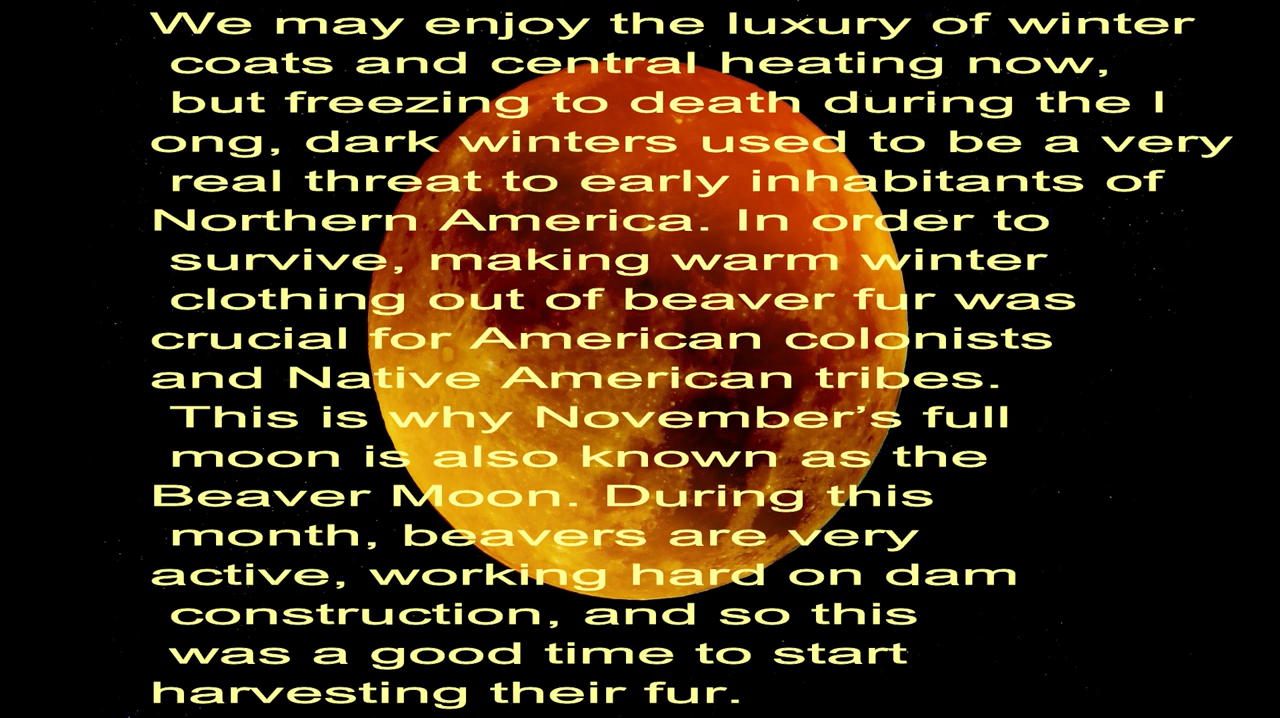 We may enjoy the luxury of winter
coats and central heating now,
but freezing to death during the l
ong, dark winters used to be a very
real threat to early inhabitants of
Northern America. In order to
survive, making warm winter
clothing out of beaver fur was
crucial for American colonists
and Native American tribes.
This is why November’s full
moon is also known as the
Beaver Moon. During this
month, beavers are very
active, working hard on dam
construction, and so this
was a good time to start
harvesting their fur.